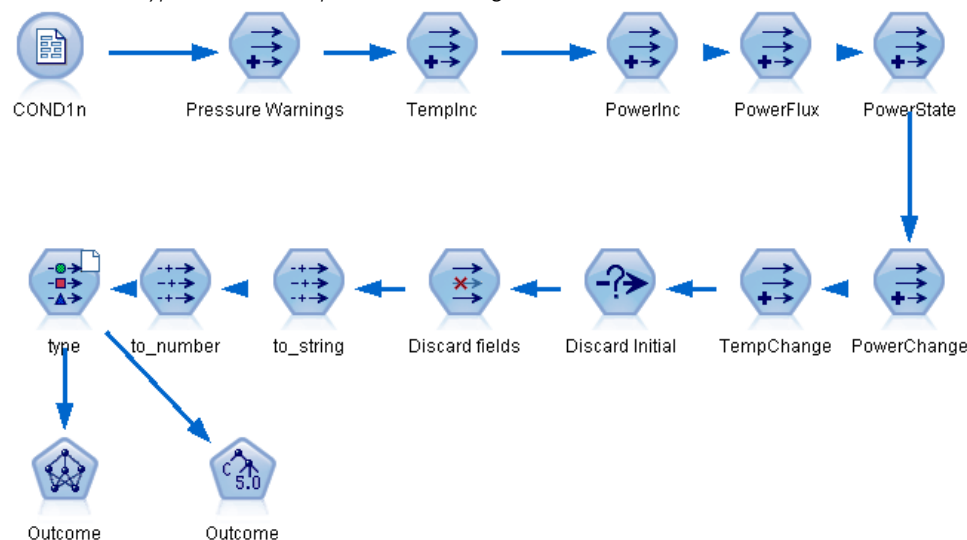 COND1n
Pressure Warnings
TempInc
PowerInc
PowerFlux
PowerState
type
to_number
to_string
Discard fields
Discard Initial
TempChange
PowerChange
C 5.0
Outcome
Outcome